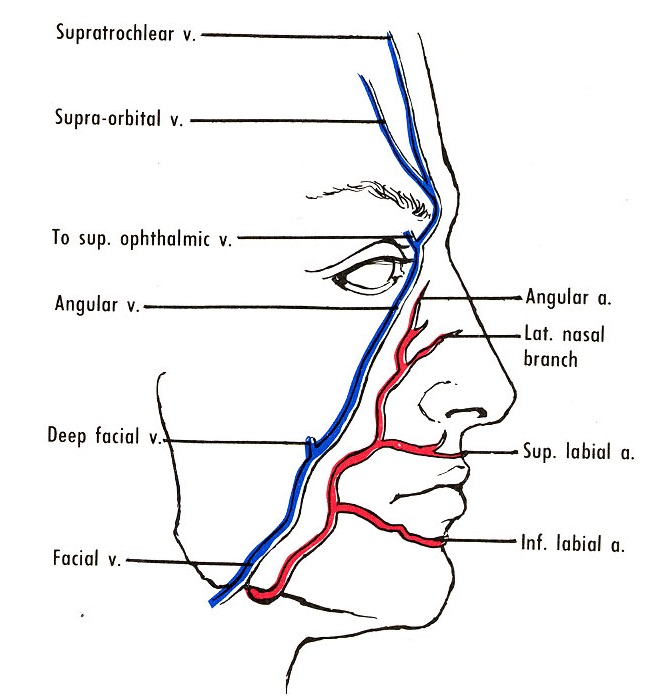 Supratrochlear v.
Supra-orbital v.
To sup. ophthalmic v.
Angular v.
Deep facial v.
Facial v.
Angular a.
Lat. nasal
branch
Sup. labial a.
Inf. labial a.